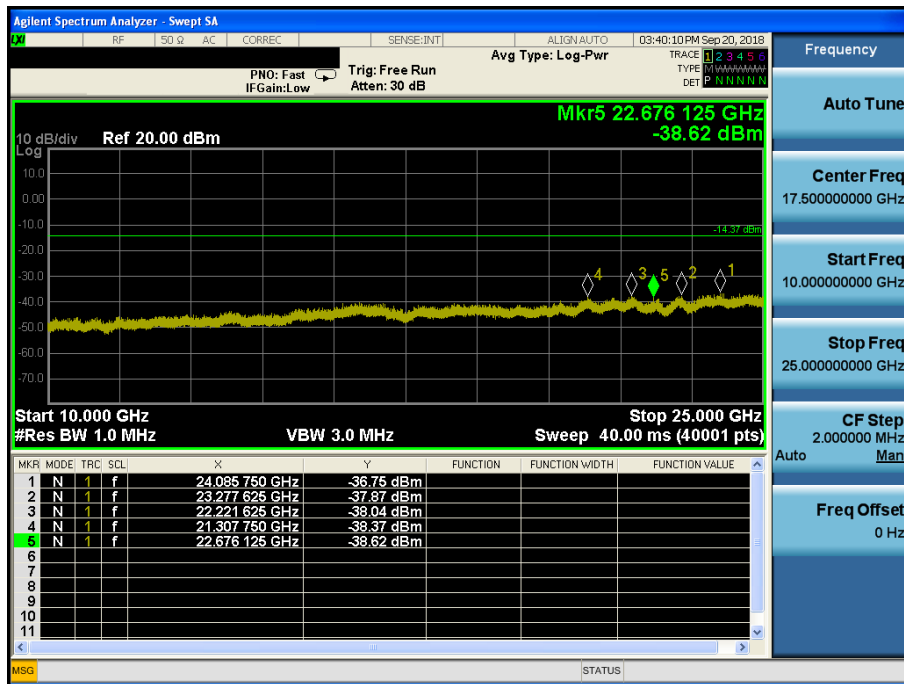 Agilent Spectrum Analyzer - Swept SA
LXI RF 50 Ω AC CORREC SENSE:INT ALIGN AUTO 03:40:10 PM Sep 20, 2018
PNO: Fast
IFGain:Low
Trig: Free Run
Atten: 30 dB
Avg Type: Log-Pwr
TRACE 1 2 3 4 5 6
TYPE M
DET P N N N N N
Mkr5 22.676 125 GHz
-38.62 dBm
10 dB/div Ref 20.00 dBm
Log
10.0
0.00
-10.0
-14.37 dBm
-20.0
-30.0
4 3 5 2 1
-40.0
-50.0
-60.0
-70.0
Start 10.000 GHz Stop 25.000 GHz
#Res BW 1.0 MHz VBW 3.0 MHz Sweep 40.00 ms (40001 pts)
MKR MODE TRC SCL X Y FUNCTION FUNCTION WIDTH FUNCTION VALUE
1 N 1 f 24.085 750 GHz -36.75 dBm
2 N 1 f 23.277 625 GHz -37.87 dBm
3 N 1 f 22.221 625 GHz -38.04 dBm
4 N 1 f 21.307 750 GHz -38.37 dBm
5 N 1 f 22.676 125 GHz -38.62 dBm
6
7
8
9
10
11
MSG STATUS
Frequency
Auto Tune
Center Freq
17.500000000 GHz
Start Freq
10.000000000 GHz
Stop Freq
25.000000000 GHz
CF Step
2.000000 MHz
Auto Man
Freq Offset
0 Hz